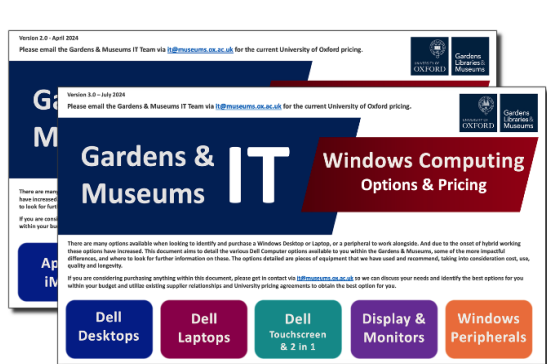 Version 2.0 - April 2024
Please email the Gardens & Museums IT Team via it@museums.ox.ac.uk for the current University of Oxford pricing.
UNIVERSITY OF
OXFORD
Gardens
Libraries &
Museums
Ga
M
There are many
have increased
to look for furt
If you are consi
within your bu
Ap
iM
Version 3.0 – July 2024
Please email the Gardens & Museums IT Team via it@museums.ox.ac.uk for the current University of Oxford pricing.
UNIVERSITY OF
OXFORD
Gardens
Libraries &
Museums
Gardens &
Museums
IT
Windows Computing
Options & Pricing
There are many options available when looking to identify and purchase a Windows Desktop or Laptop, or a peripheral to work alongside. And due to the onset of hybrid working
these options have increased. This document aims to detail the various Dell Computer options available to you within the Gardens & Museums, some of the more impactful
differences, and where to look for further information on these. The options detailed are pieces of equipment that we have used and recommend, taking into consideration cost, use,
quality and longevity.
If you are considering purchasing anything within this document, please get in contact via it@museums.ox.ac.uk so we can discuss your needs and identify the best options for you
within your budget and utilize existing supplier relationships and University pricing agreements to obtain the best option for you.
Dell
Desktops
Dell
Laptops
Dell
Touchscreen
& 2 in 1
Display &
Monitors
Windows
Peripherals